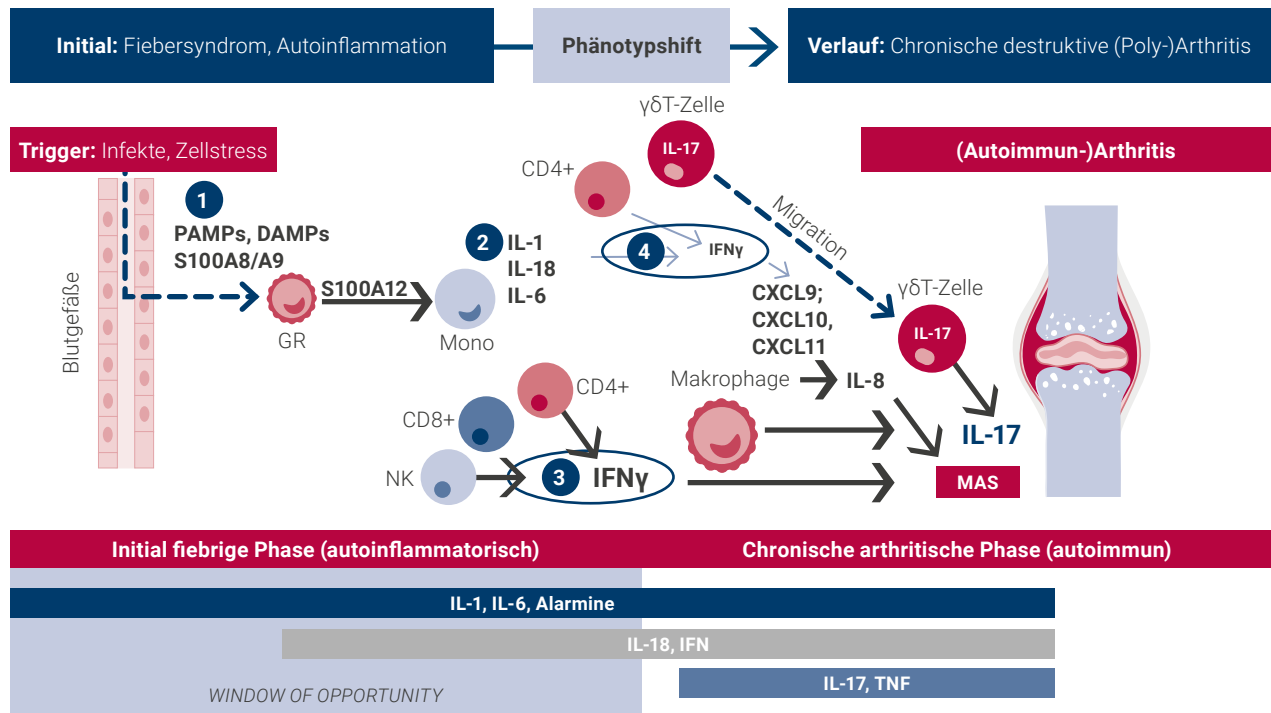 Initial: Fiebersyndrom, Autoinflammation
Phänotypshift
Verlauf: Chronische destruktive (Poly-)Arthritis
Trigger: Infekte, Zellstress
(Autoimmun-)Arthritis
Blutgefäße
1
PAMPs, DAMPs
S100A8/A9
GR
S100A12
2
IL-1
IL-18
IL-6
Mono
γδT-Zelle
IL-17
CD4+
4
IFNγ
Migration
CXCL9;
CXCL10,
CXCL11
γδT-Zelle
IL-17
Makrophage
IL-8
IL-17
MAS
CD4+
CD8+
NK
3
IFNγ
Initial fiebrige Phase (autoinflammatorisch)
Chronische arthritische Phase (autoimmun)
IL-1, IL-6, Alarmine
IL-18, IFN
IL-17, TNF
WINDOW OF OPPORTUNITY